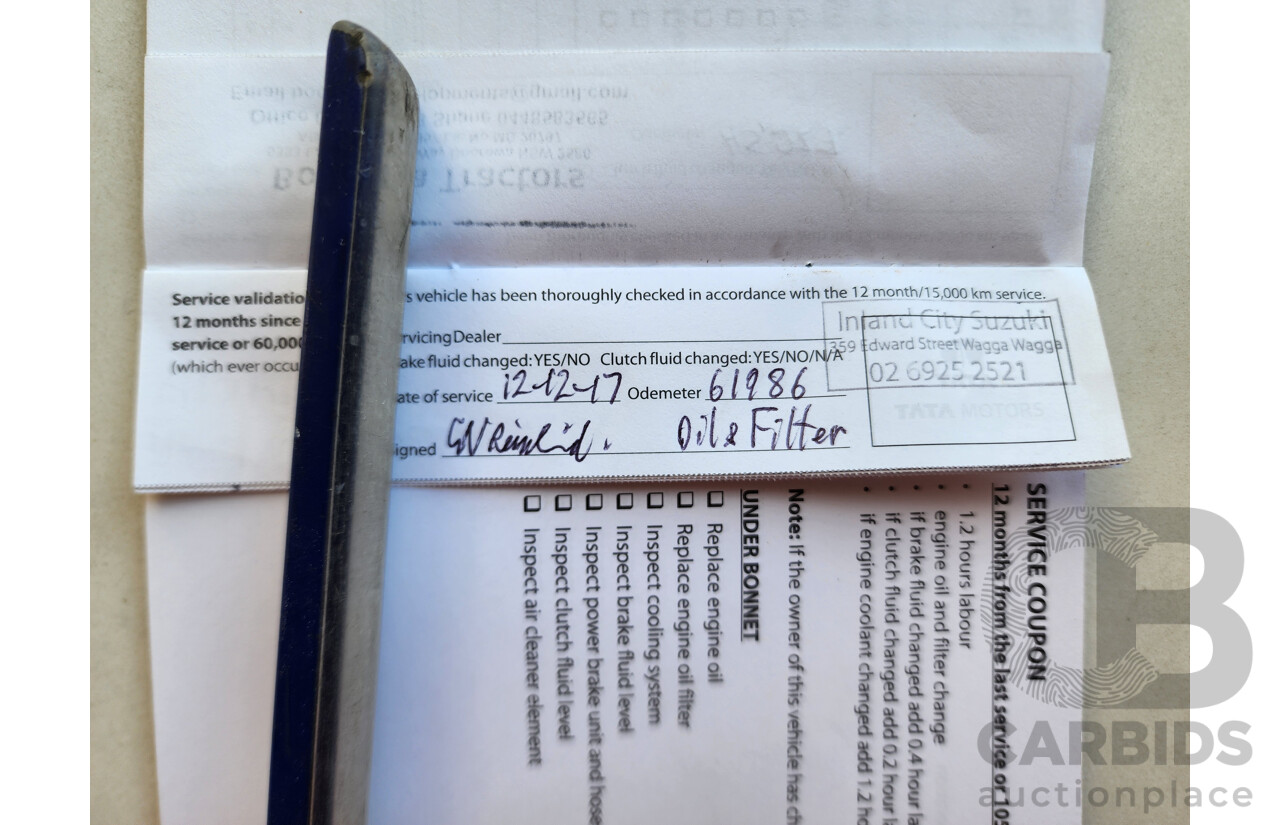 Service validatio
12 months since
service or 60,000
(which ever occu
s vehicle has been thoroughly checked in accordance with the 12 month/15,000 km service.
rvicing Dealer
ake fluid changed: YES/NO Clutch fluid changed: YES/NO/N/A
ate of service 12-12-17 Odemeter 61986
igned Oil & Filter
Inland City Suzuki
359 Edward Street Wagga Wagga
02 6925 2521
TATA MOTORS
SERVICE COUPON
12 months from the last service or 105
• 1.2 hours labour
• engine oil and filter change
• if brake fluid changed add 0.4 hour la
• if clutch fluid changed add 0.2 hour l
• if engine coolant changed add 1.2 ho
Note: If the owner of this vehicle has ch
UNDER BONNET
☐ Replace engine oil
☐ Replace engine oil filter
☐ Inspect cooling system
☐ Inspect brake fluid level
☐ Inspect power brake unit and hose
☐ Inspect clutch fluid level
☐ Inspect air cleaner element
CARBIDS
auctionplace